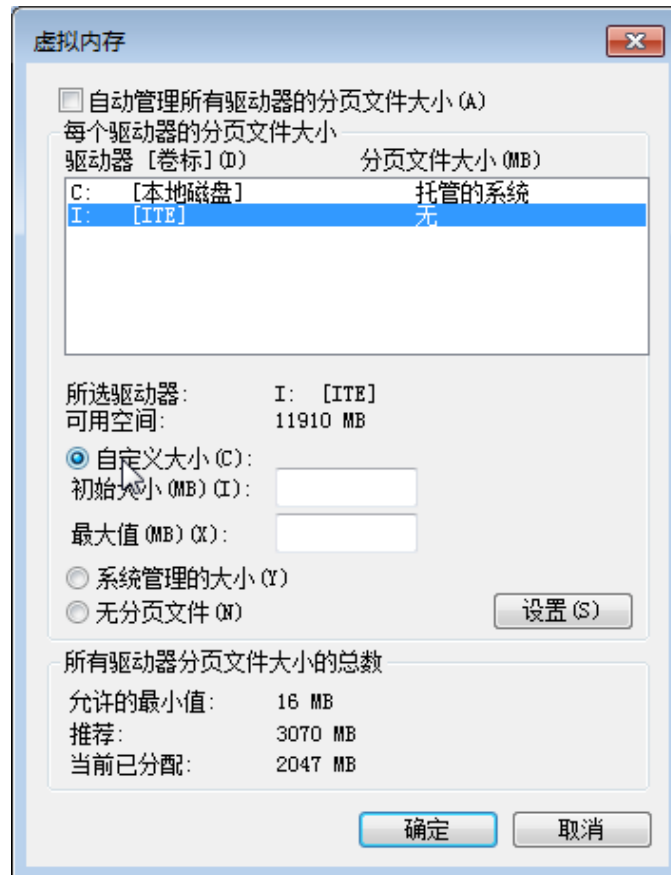 虚拟内存
自动管理所有驱动器的分页文件大小(A)
每个驱动器的分页文件大小
驱动器 [卷标](D) 分页文件大小(MB)
C: [本地磁盘] 托管的系统
I: [ITE] 无
所选驱动器: I: [ITE]
可用空间: 11910 MB
自定义大小(C):
初始大小(MB)(I):
最大值(MB)(X):
系统管理的大小(Y)
无分页文件(N)
设置(S)
所有驱动器分页文件大小的总数
允许的最小值: 16 MB
推荐: 3070 MB
当前已分配: 2047 MB
确定 取消